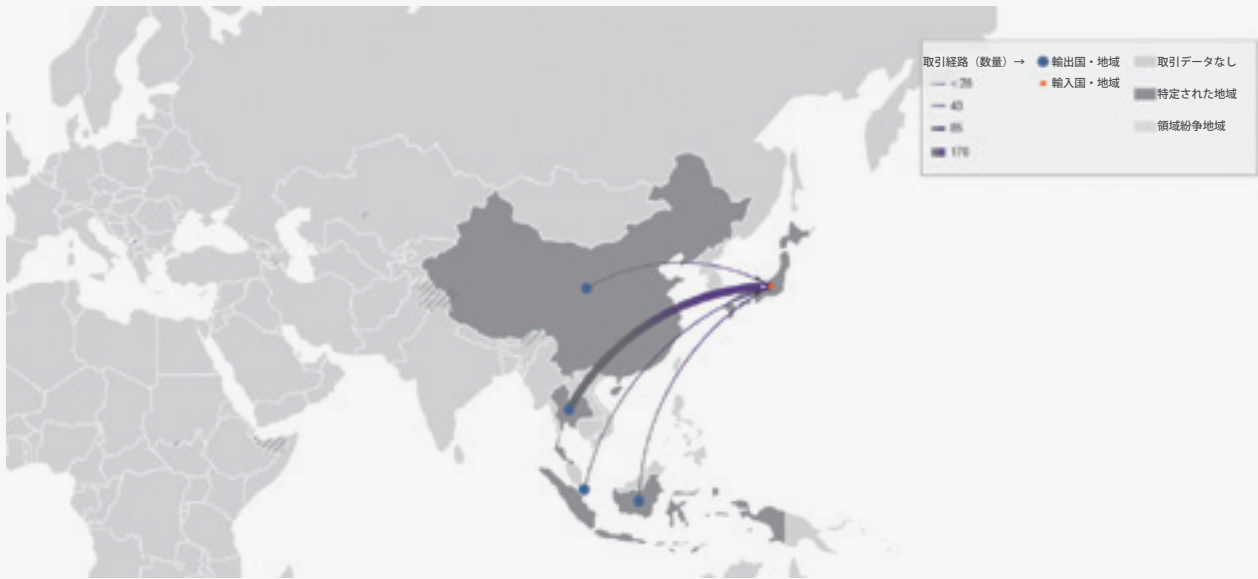 取引経路（数量）→
輸出国・地域
取引データなし
<26
輸入国・地域
特定された地域
40
85
領域紛争地域
170